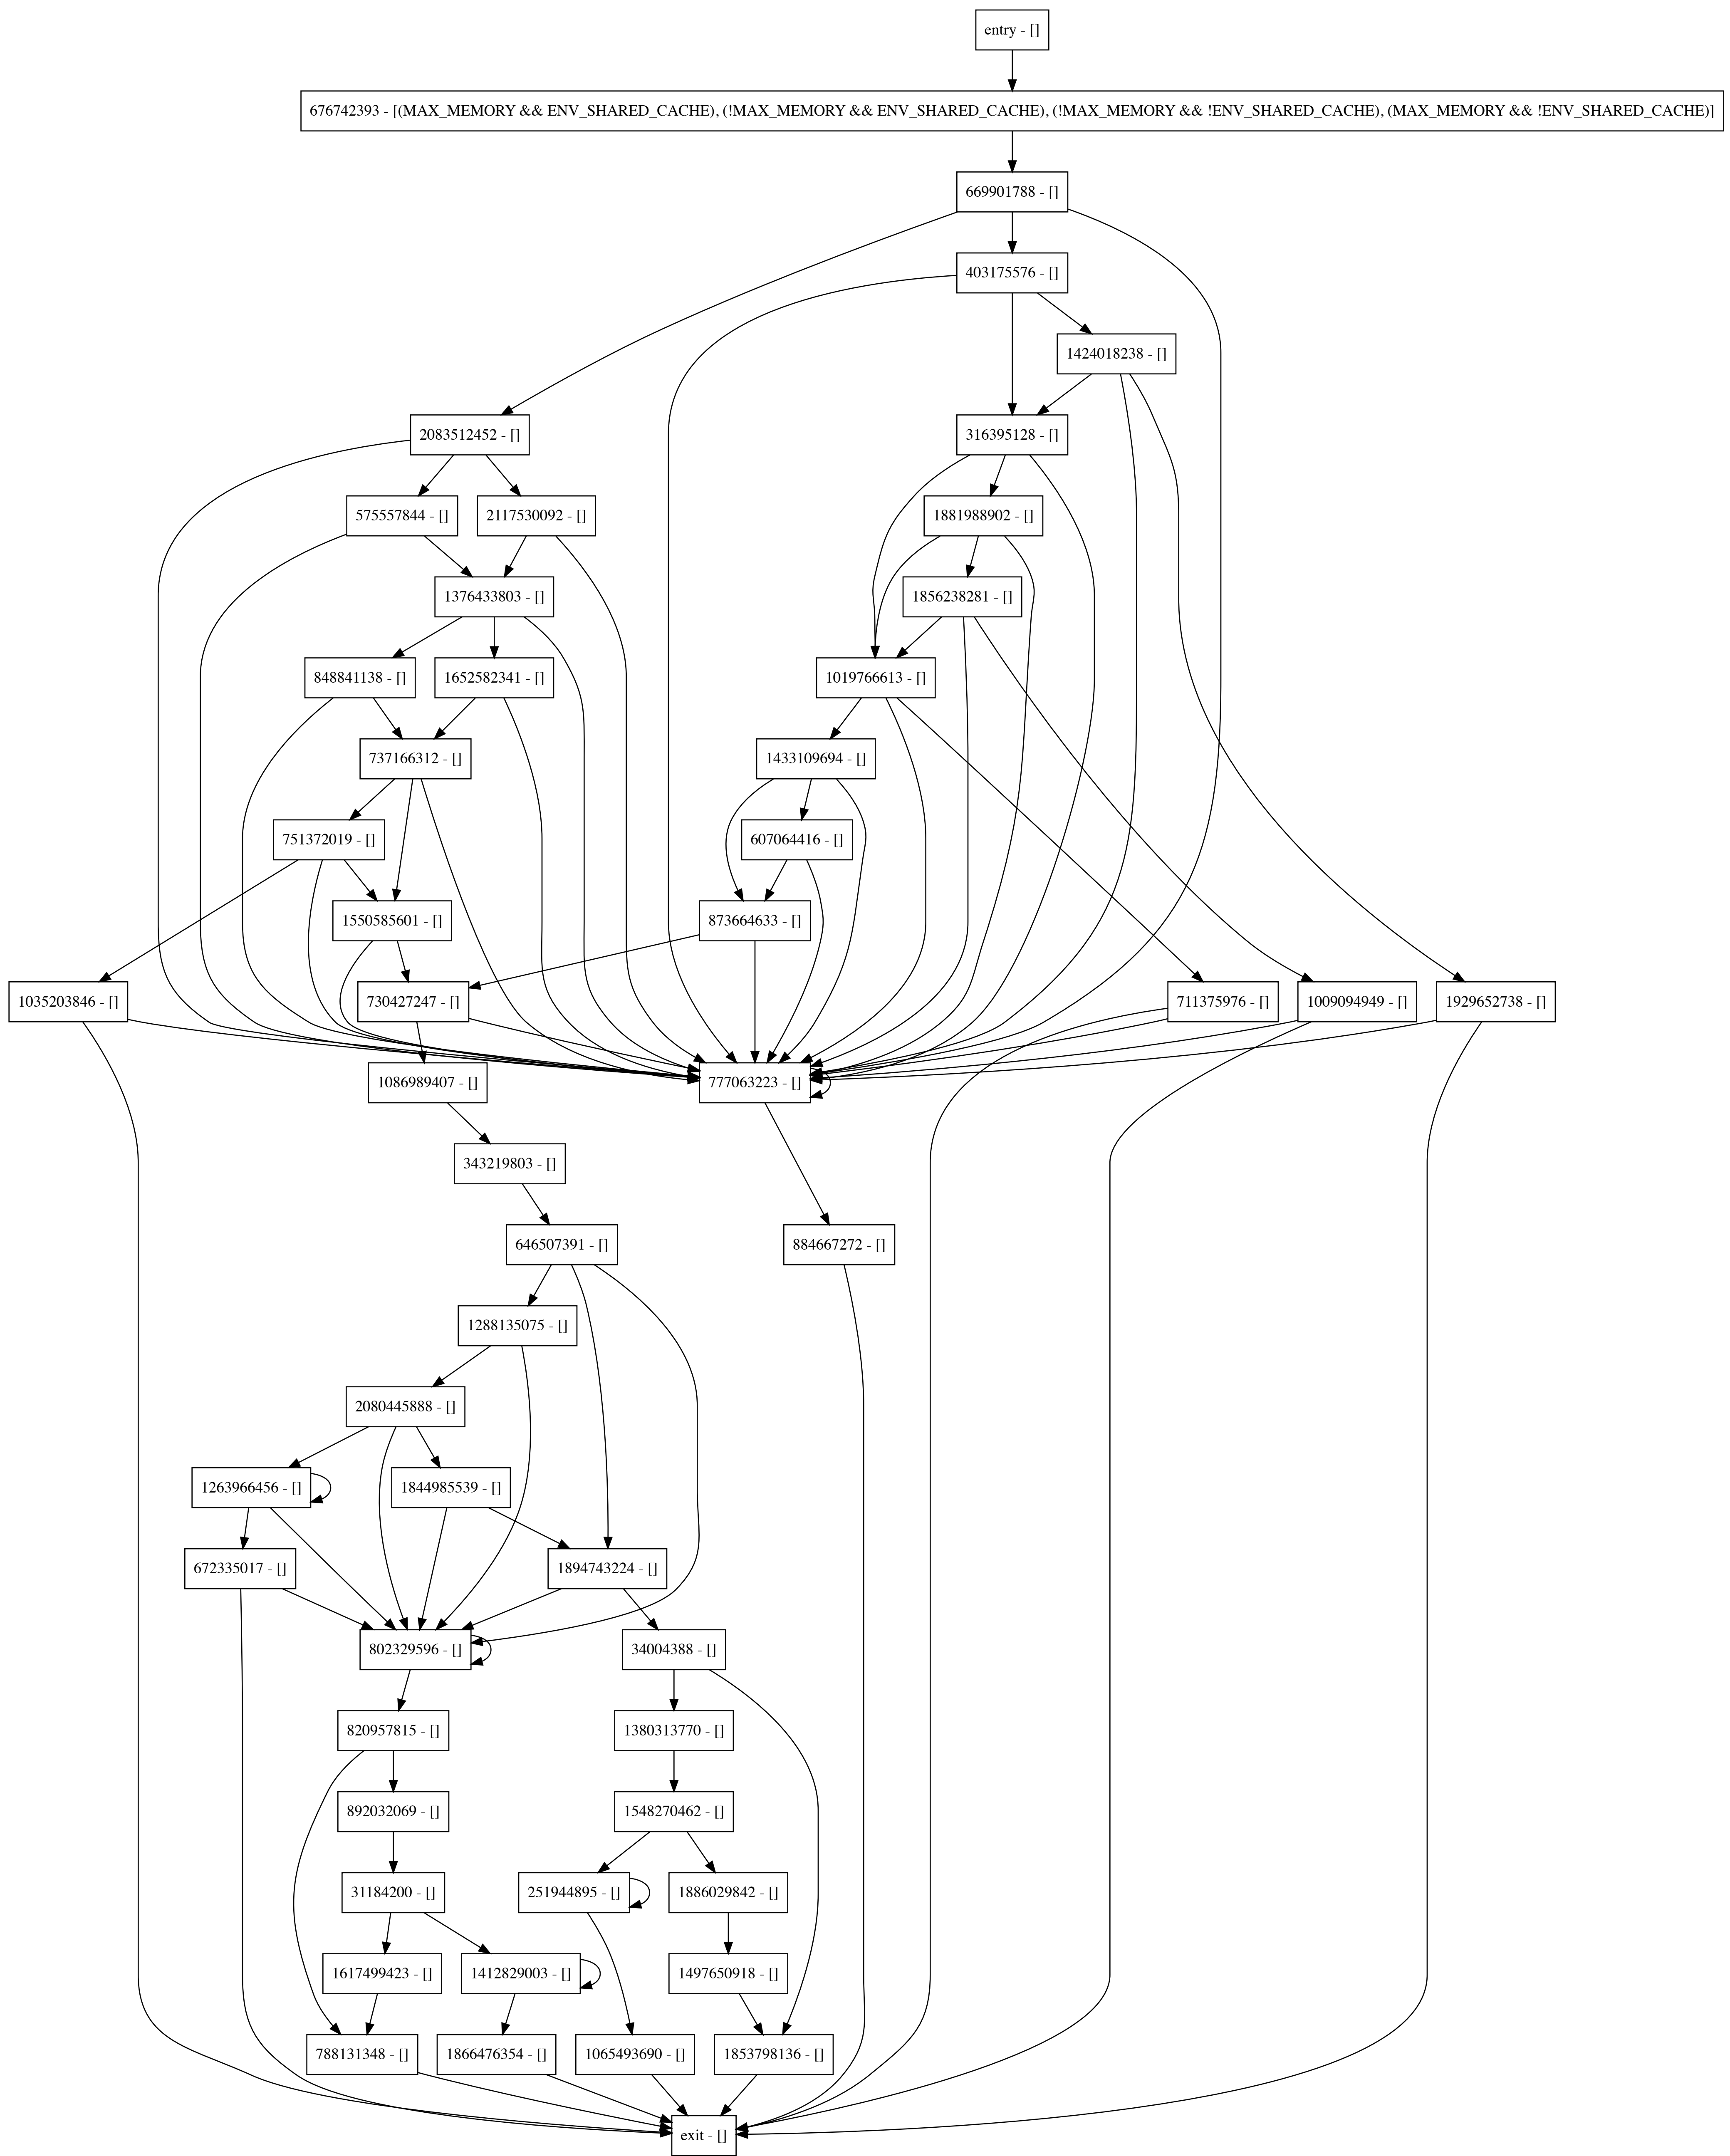 entry - []
676742393 - [(MAX_MEMORY && ENV_SHARED_CACHE), (!MAX_MEMORY && ENV_SHARED_CACHE), (!MAX_MEMORY && !ENV_SHARED_CACHE), (MAX_MEMORY && !ENV_SHARED_CACHE)]
669901788 - []
403175576 - []
1424018238 - []
2083512452 - []
316395128 - []
575557844 - []
2117530092 - []
1881988902 - []
1376433803 - []
1856238281 - []
848841138 - []
1652582341 - []
1019766613 - []
737166312 - []
1433109694 - []
751372019 - []
607064416 - []
1550585601 - []
873664633 - []
1035203846 - []
730427247 - []
711375976 - []
1009094949 - []
1929652738 - []
1086989407 - []
777063223 - []
343219803 - []
646507391 - []
884667272 - []
1288135075 - []
2080445888 - []
1263966456 - []
1844985539 - []
672335017 - []
1894743224 - []
802329596 - []
34004388 - []
820957815 - []
1380313770 - []
892032069 - []
1548270462 - []
31184200 - []
251944895 - []
1886029842 - []
1617499423 - []
1412829003 - []
1497650918 - []
788131348 - []
1866476354 - []
1065493690 - []
1853798136 - []
exit - []